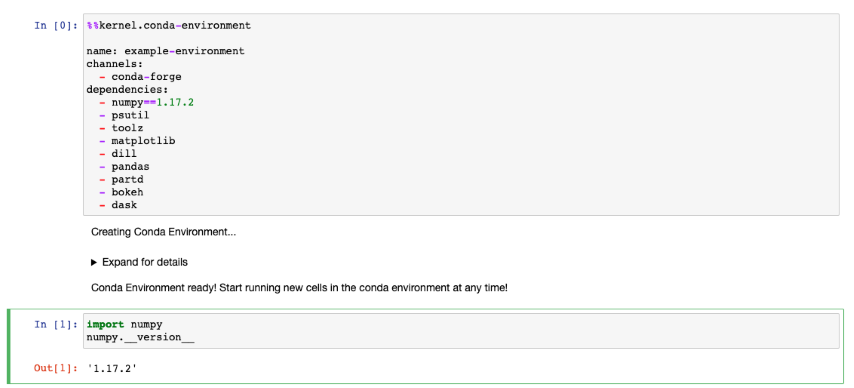 In [0]: %%kernel.conda-environment
name: example-environment
channels:
- conda-forge
dependencies:
- numpy==1.17.2
- psutil
- toolz
- matplotlib
- dill
- pandas
- partd
- bokeh
- dask
Creating Conda Environment...
▶ Expand for details
Conda Environment ready! Start running new cells in the conda environment at any time!
In [1]: import numpy
numpy.__version__
Out[1]: '1.17.2'